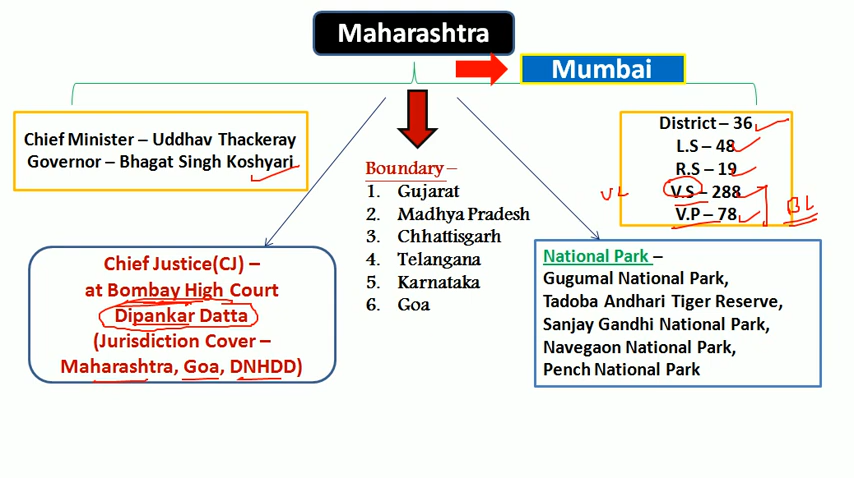 Maharashtra
Mumbai
Chief Minister – Uddhav Thackeray
Governor – Bhagat Singh Koshyari
Boundary –
1. Gujarat
2. Madhya Pradesh
3. Chhattisgarh
4. Telangana
5. Karnataka
6. Goa
District – 36
L.S – 48
R.S – 19
V.S – 288
V.P – 78
UL
BL
Chief Justice(CJ) –
at Bombay High Court
Dipankar Datta
(Jurisdiction Cover –
Maharashtra, Goa, DNHDD)
National Park –
Gugumal National Park,
Tadoba Andhari Tiger Reserve,
Sanjay Gandhi National Park,
Navegaon National Park,
Pench National Park